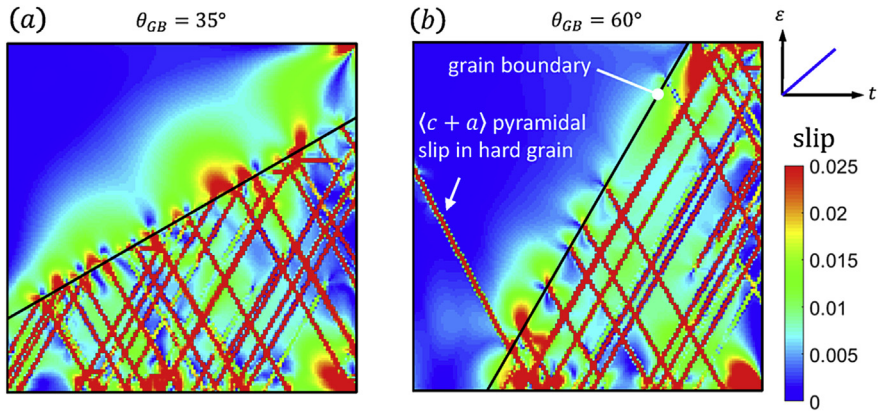 (a)
θ_GB = 35°
(b)
θ_GB = 60°
grain boundary
⟨c + a⟩ pyramidal
slip in hard grain
ε
t
slip
0.025
0.02
0.015
0.01
0.005
0